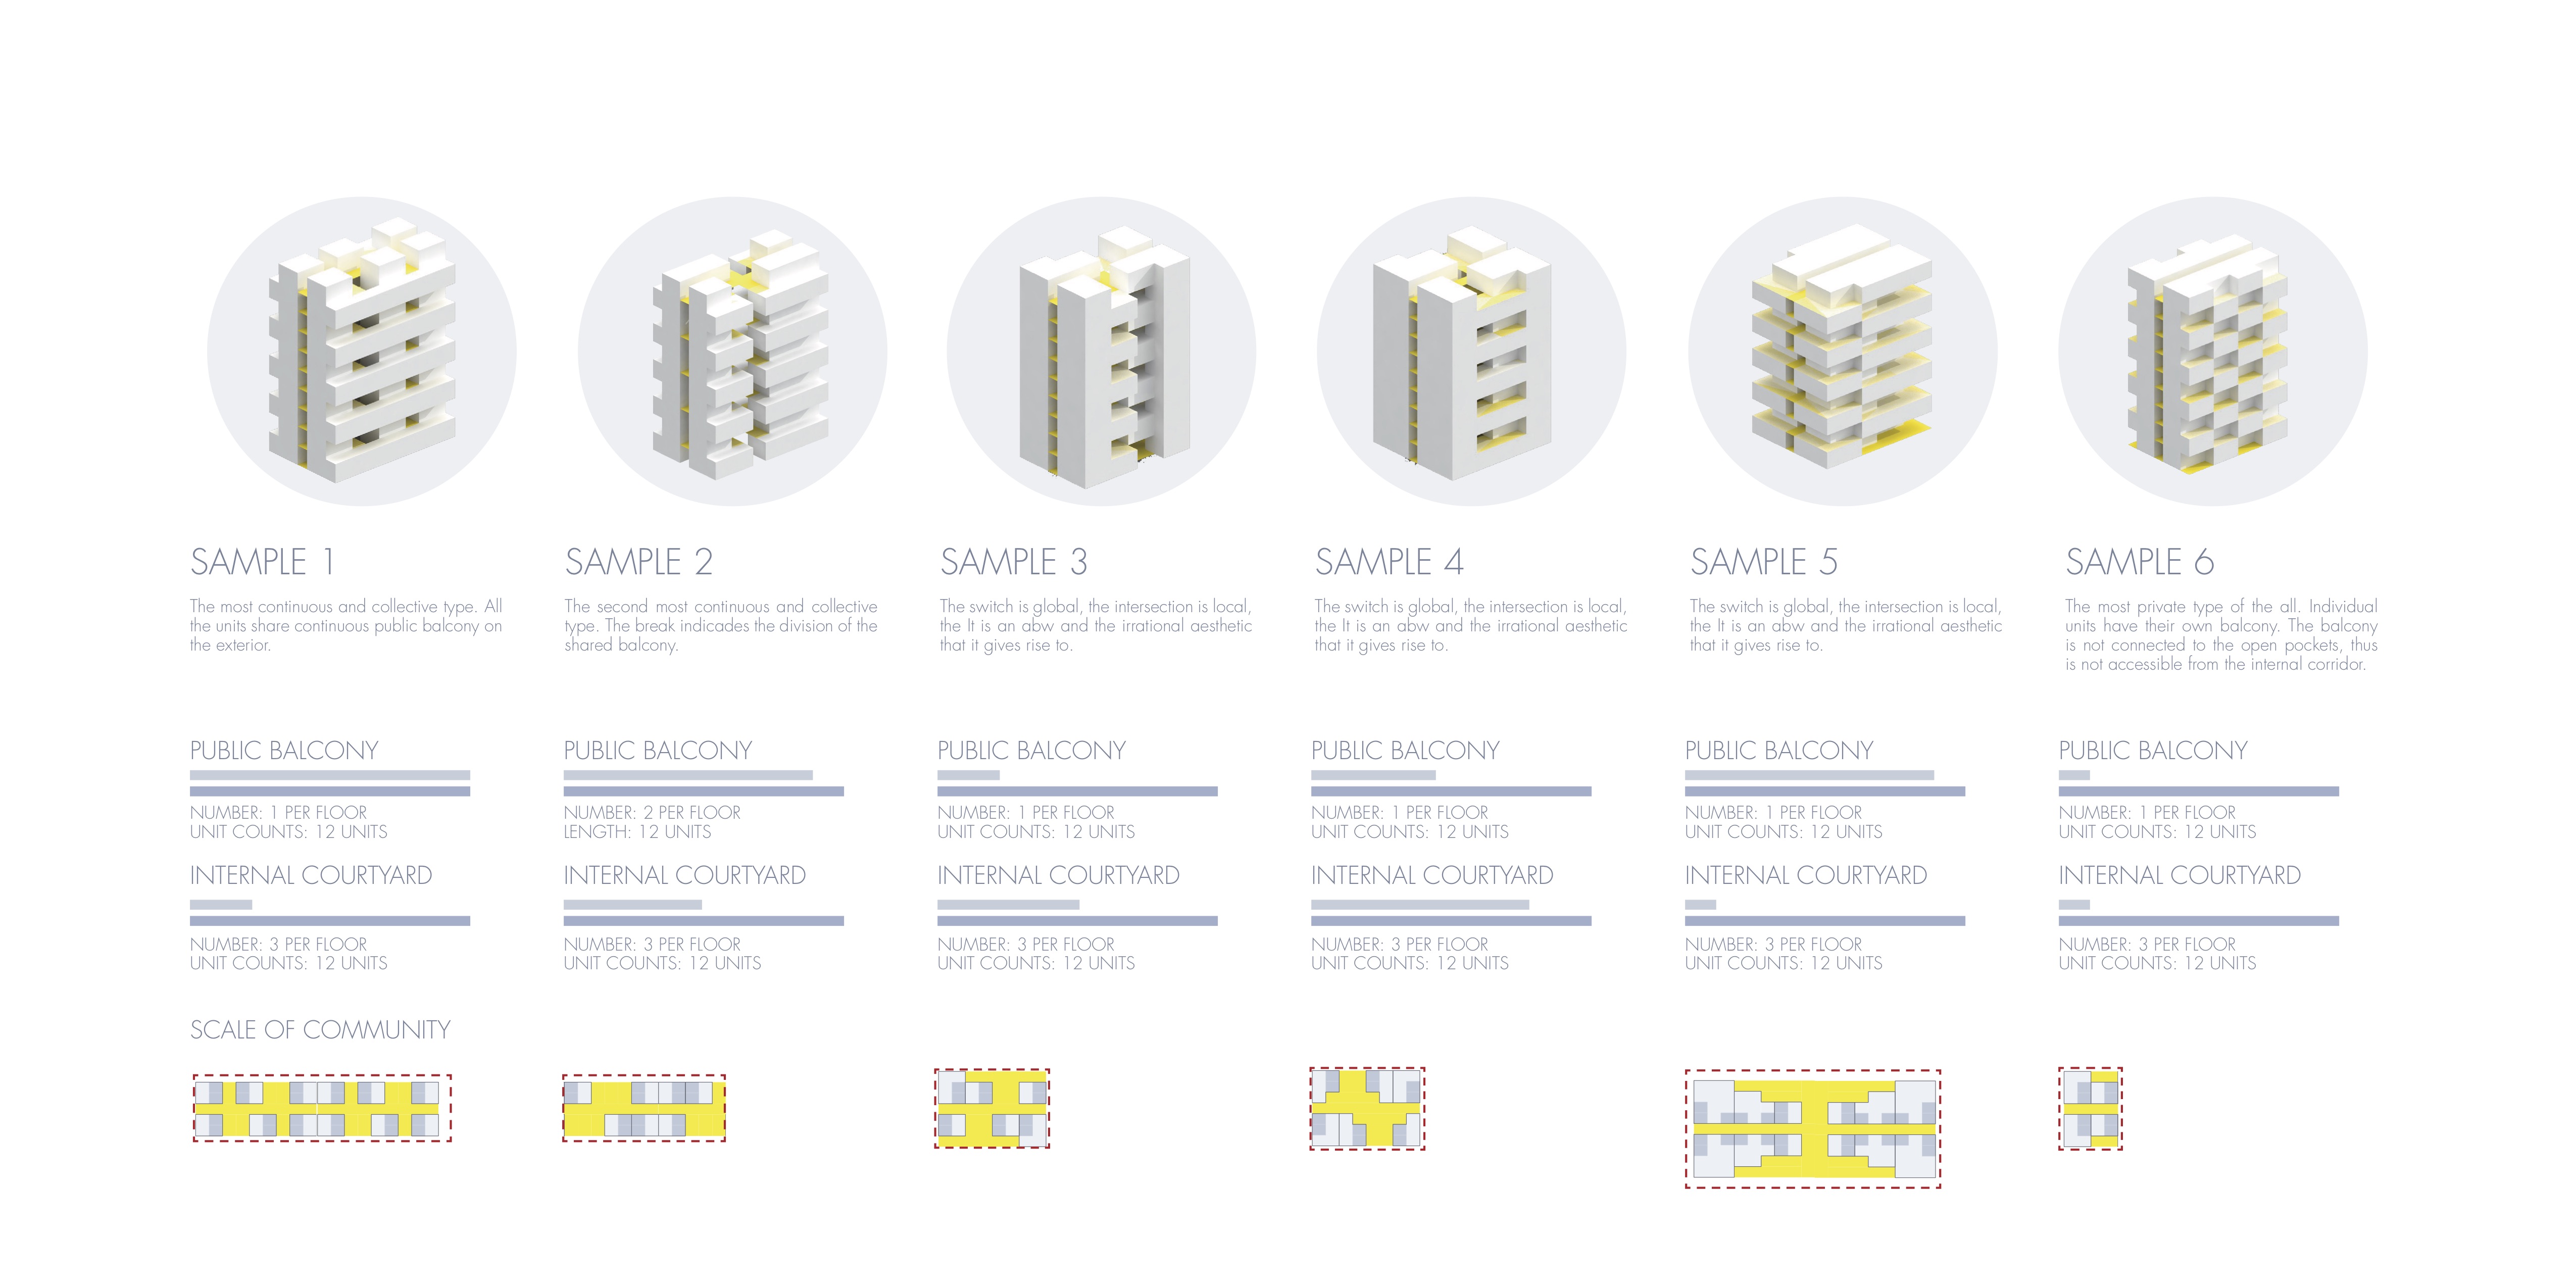 SAMPLE 1
The most continuous and collective type. All
the units share continuous public balcony on
the exterior.
PUBLIC BALCONY
NUMBER: 1 PER FLOOR
UNIT COUNTS: 12 UNITS
INTERNAL COURTYARD
NUMBER: 3 PER FLOOR
UNIT COUNTS: 12 UNITS
SCALE OF COMMUNITY
SAMPLE 2
The second most continuous and collective
type. The break indicades the division of the
shared balcony.
PUBLIC BALCONY
NUMBER: 2 PER FLOOR
LENGTH: 12 UNITS
INTERNAL COURTYARD
NUMBER: 3 PER FLOOR
UNIT COUNTS: 12 UNITS
SAMPLE 3
The switch is global, the intersection is local,
the It is an abw and the irrational aesthetic
that it gives rise to.
PUBLIC BALCONY
NUMBER: 1 PER FLOOR
UNIT COUNTS: 12 UNITS
INTERNAL COURTYARD
NUMBER: 3 PER FLOOR
UNIT COUNTS: 12 UNITS
SAMPLE 4
The switch is global, the intersection is local,
the It is an abw and the irrational aesthetic
that it gives rise to.
PUBLIC BALCONY
NUMBER: 1 PER FLOOR
UNIT COUNTS: 12 UNITS
INTERNAL COURTYARD
NUMBER: 3 PER FLOOR
UNIT COUNTS: 12 UNITS
SAMPLE 5
The switch is global, the intersection is local,
the It is an abw and the irrational aesthetic
that it gives rise to.
PUBLIC BALCONY
NUMBER: 1 PER FLOOR
UNIT COUNTS: 12 UNITS
INTERNAL COURTYARD
NUMBER: 3 PER FLOOR
UNIT COUNTS: 12 UNITS
SAMPLE 6
The most private type of the all. Individual
units have their own balcony. The balcony
is not connected to the open pockets, thus
is not accessible from the internal corridor.
PUBLIC BALCONY
NUMBER: 1 PER FLOOR
UNIT COUNTS: 12 UNITS
INTERNAL COURTYARD
NUMBER: 3 PER FLOOR
UNIT COUNTS: 12 UNITS